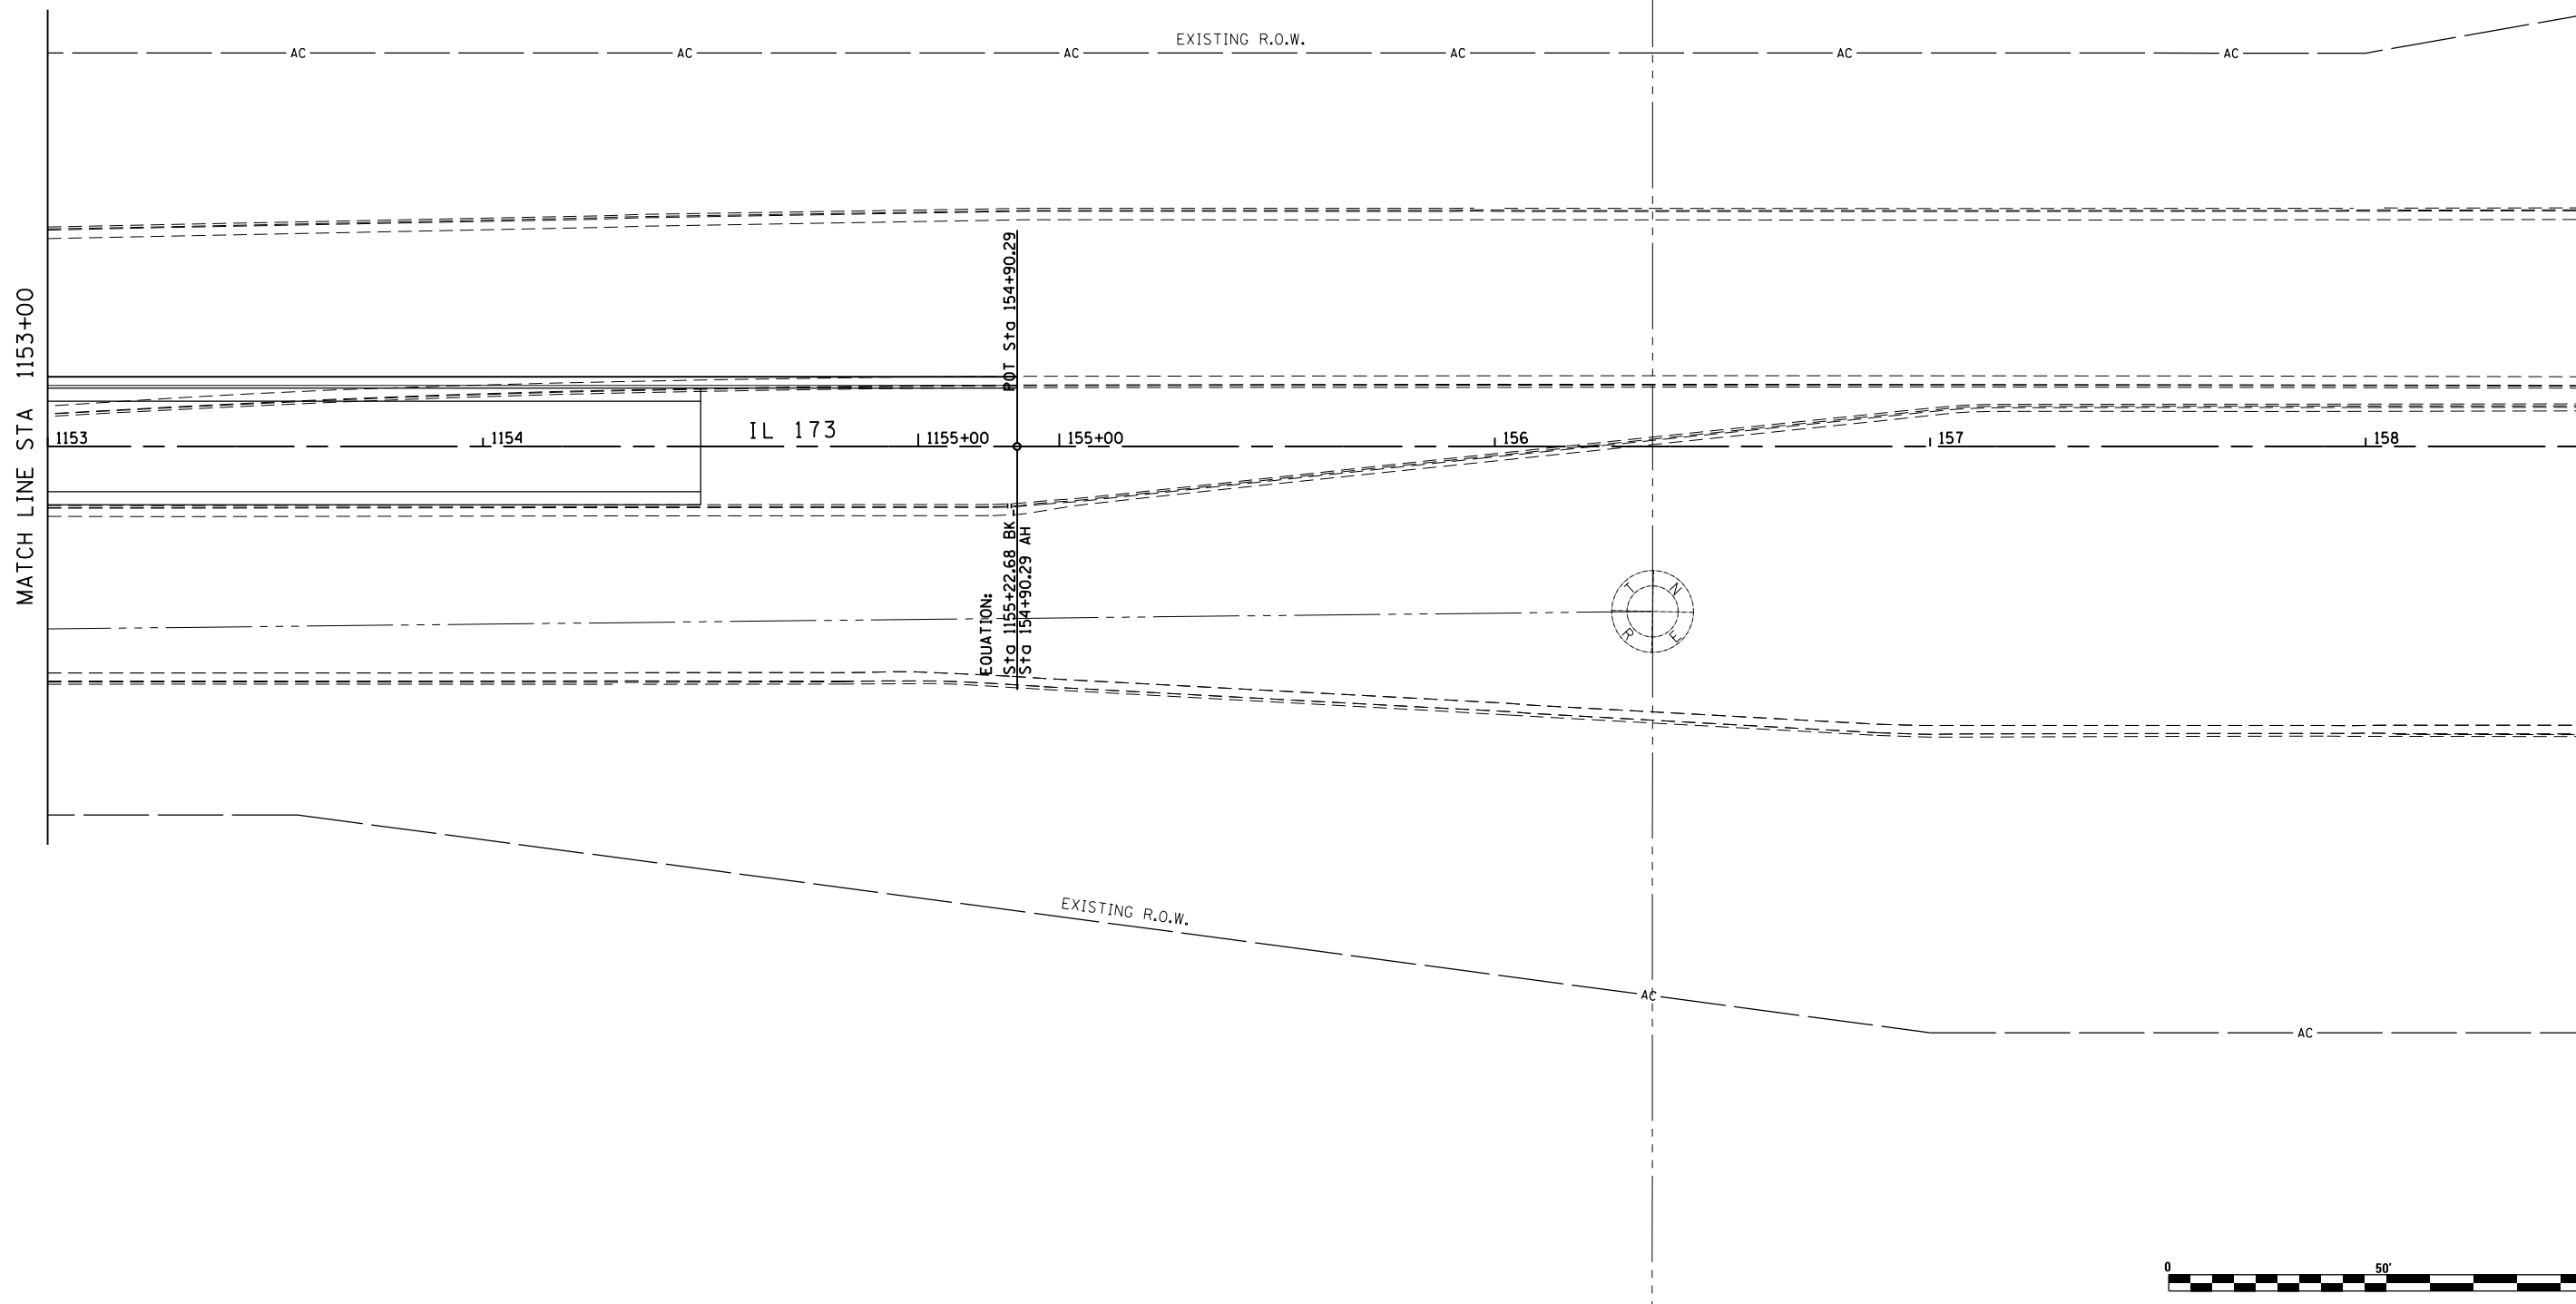 EXISTING R.O.W.
AC AC AC AC AC AC
MATCH LINE STA 1153+00
POT Sta 154+90.29
1153 1154 IL 173 1155+00 155+00 156 157 158
EQUATION:
Sta 1155+22.68 BK =
Sta 154+90.29 AH
T N
R E
EXISTING R.O.W.
AC
AC
0 50'